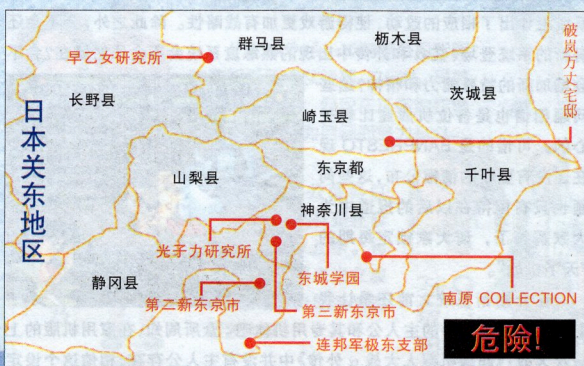 群马县
枥木县
早乙女研究所
破岚万丈宅邸
长野县
茨城县
崎玉县
日本关东地区
东京都
千叶县
山梨县
神奈川县
光子力研究所
东城学园
静冈县
第二新东京市
南原 COLLECTION
第三新东京市
危險!
连邦军极东支部